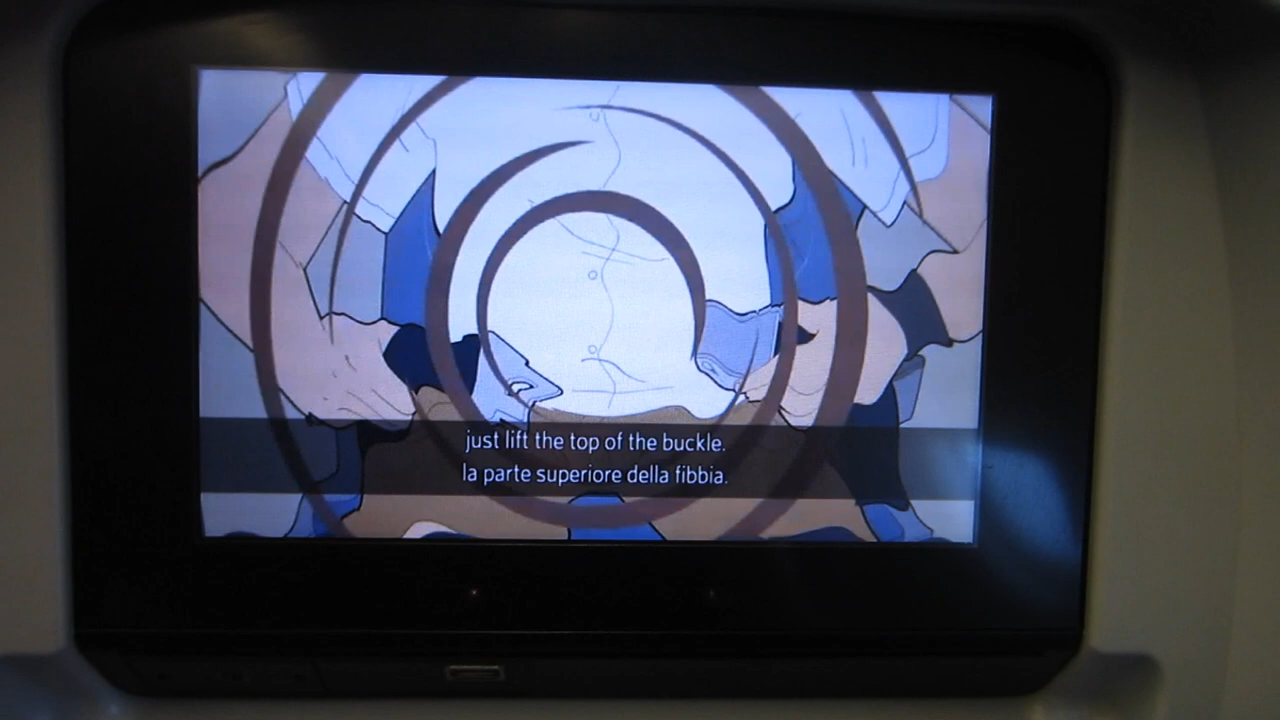 just lift the top of the buckle.
la parte superiore della fibbia.